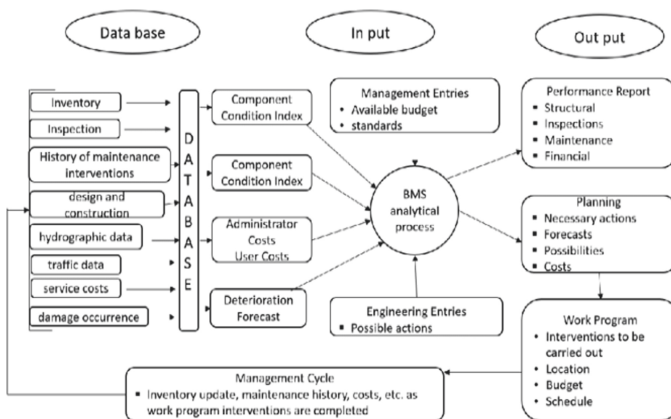 Data base
In put
Out put
Inventory
Inspection
History of maintenance
interventions
design and
construction
hydrographic data
traffic data
service costs
damage occurrence
DATABASE
Component
Condition Index
Component
Condition Index
Administrator
Costs
User Costs
Deterioration
Forecast
Management Entries
• Available budget
• standards
BMS
analytical
process
Engineering Entries
▪ Possible actions
Performance Report
▪ Structural
▪ Inspections
▪ Maintenance
▪ Financial
Planning
▪ Necessary actions
▪ Forecasts
▪ Possibilities
▪ Costs
Work Program
▪ Interventions to be
carried out
▪ Location
▪ Budget
▪ Schedule
Management Cycle
▪ Inventory update, maintenance history, costs, etc. as
work program interventions are completed